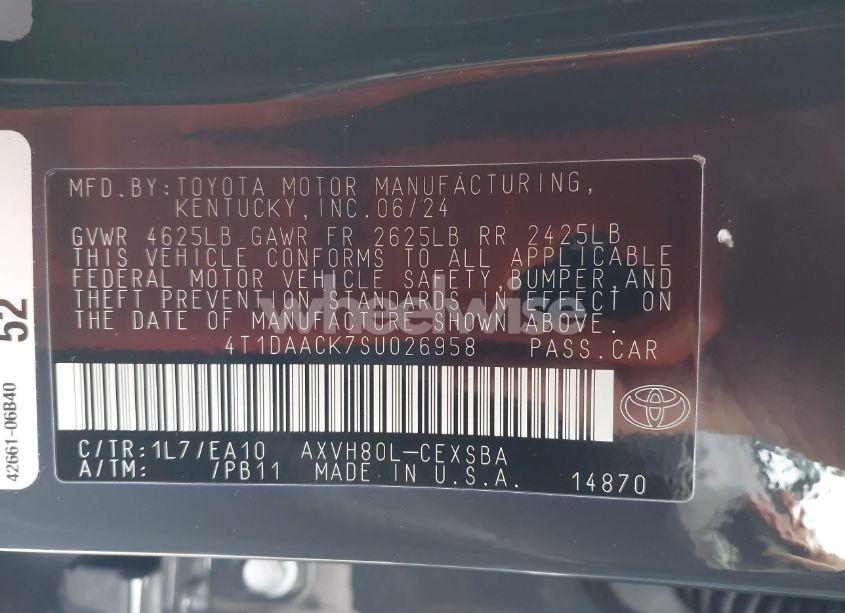 MFD.BY:TOYOTA MOTOR MANUFACTURING,
KENTUCKY,INC.06/24
GVWR 4625LB GAWR FR 2625LB RR 2425LB
THIS VEHICLE CONFORMS TO ALL APPLICABLE
FEDERAL MOTOR VEHICLE SAFETY,BUMPER,AND
THEFT PREVENTION STANDARDS IN EFFECT ON
THE DATE OF MANUFACTURE SHOWN ABOVE.
4T1DAACK7SU026958 PASS.CAR
C/TR:1L7/EA10 AXVH80L-CEXSBA
A/TM: /PB11 MADE IN U.S.A. 14870
wheelwise
52
42661-06B40